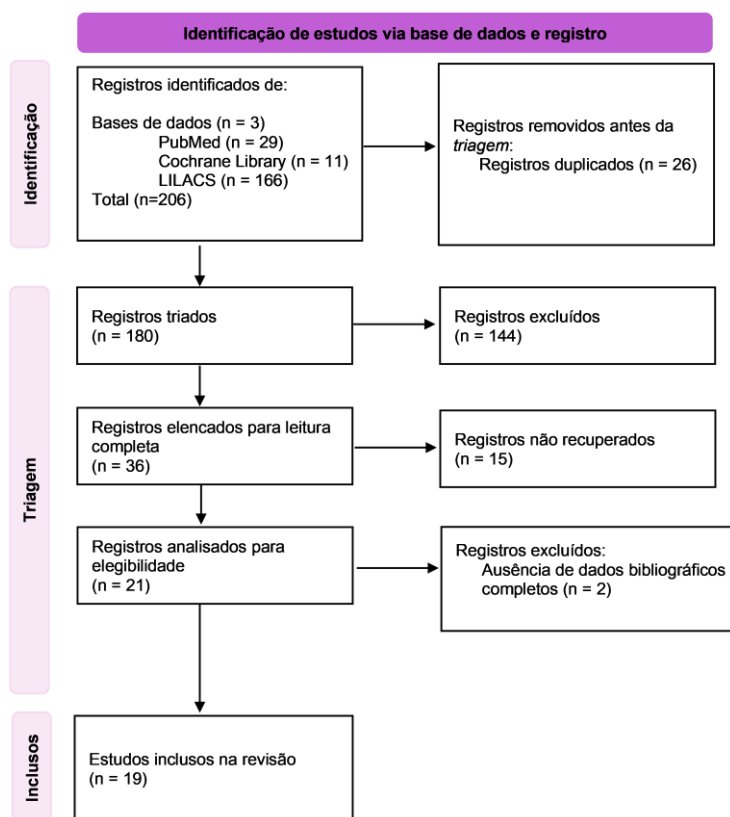 Identificação de estudos via base de dados e registro
Identificação
Registros identificados de:
Bases de dados (n = 3)
PubMed (n = 29)
Cochrane Library (n = 11)
LILACS (n = 166)
Total (n=206)
Registros removidos antes da
triagem:
Registros duplicados (n = 26)
Triagem
Registros triados
(n = 180)
Registros excluídos
(n = 144)
Registros elencados para leitura
completa
(n = 36)
Registros não recuperados
(n = 15)
Registros analisados para
elegibilidade
(n = 21)
Registros excluídos:
Ausência de dados bibliográficos
completos (n = 2)
Inclusos
Estudos inclusos na revisão
(n = 19)